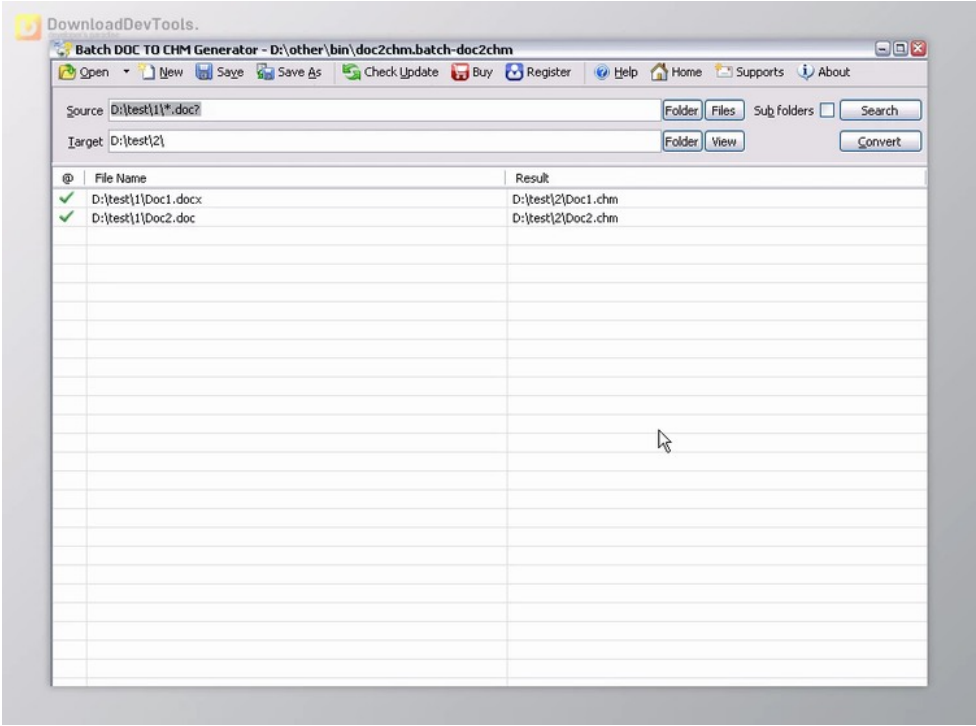 DownloadDevTools.
Batch DOC TO CHM Generator - D:\other\bin\doc2chm.batch-doc2chm
Open New Save Save As Check Update Buy Register Help Home Supports About
Source D:\test\1\*.doc? Folder Files Sub folders Search
Target D:\test\2\ Folder View Convert
@ File Name Result
D:\test\1\Doc1.docx D:\test\2\Doc1.chm
D:\test\1\Doc2.doc D:\test\2\Doc2.chm